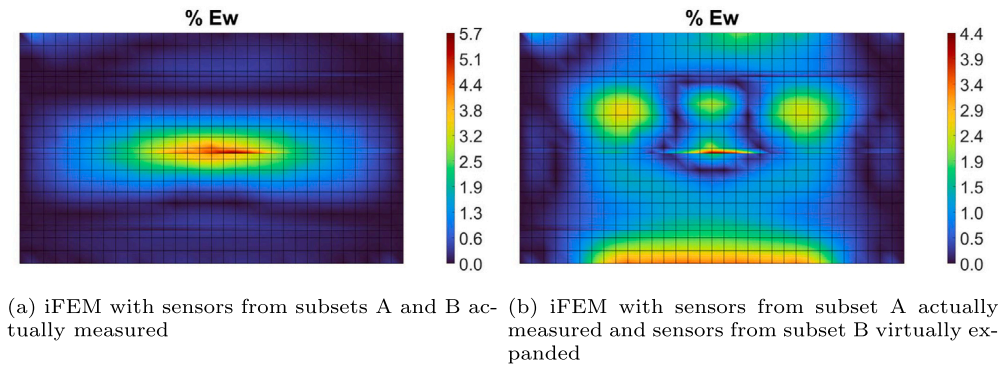 % Ew
5.7
5.1
4.4
3.8
3.2
2.5
1.9
1.3
0.6
0.0
% Ew
4.4
3.9
3.4
2.9
2.4
2.0
1.5
1.0
0.5
0.0
(a) iFEM with sensors from subsets A and B ac-
tually measured
(b) iFEM with sensors from subset A actually
measured and sensors from subset B virtually ex-
panded